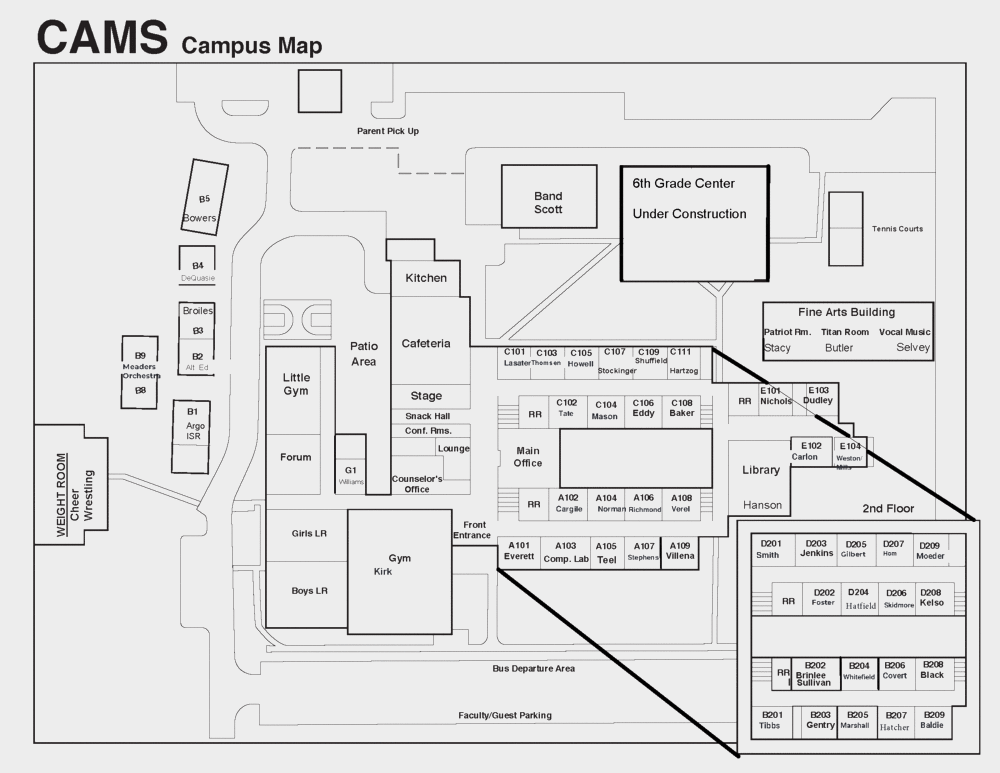 CAMS Campus Map
Parent Pick Up
B5
Bowers
B4
DeQuasie
Broiles
B3
B2
Alt Ed
B9
Meaders
Orchestra
B8
B1
Argo
ISR
WEIGHT ROOM
Cheer
Wrestling
Band
Scott
6th Grade Center
Under Construction
Tennis Courts
Fine Arts Building
Patriot Rm. Titan Room Vocal Music
Stacy Butler Selvey
Kitchen
Cafeteria
Patio
Area
Stage
Snack Hall
Conf. Rms.
Lounge
Counselor's
Office
Little
Gym
Forum
G1
Williams
Girls LR
Boys LR
Gym
Kirk
Front
Entrance
C101 C103 C105 C107 C109 C111
Lasater Thomsen Howell Stockinger Shuffield Hartzog
RR C102 C104 C106 C108
Tate Mason Eddy Baker
Main
Office
RR A102 A104 A106 A108
Cargile Norman Richmond Verel
A101 A103 A105 A107 A109
Everett Comp. Lab Teel Stephens Villena
RR E101 E103
Nichols Dudley
E102 E104
Carlon Weston/
Mills
Library
Hanson
2nd Floor
D201 D203 D205 D207 D209
Smith Jenkins Gilbert Horn Moeder
RR D202 D204 D206 D208
Foster Hatfield Skidmore Kelso
RR B202 B204 B206 B208
Brinlee Whitefield Covert Black
Sullivan
B201 B203 B205 B207 B209
Tibbs Gentry Marshall Hatcher Baldie
Bus Departure Area
Faculty/Guest Parking